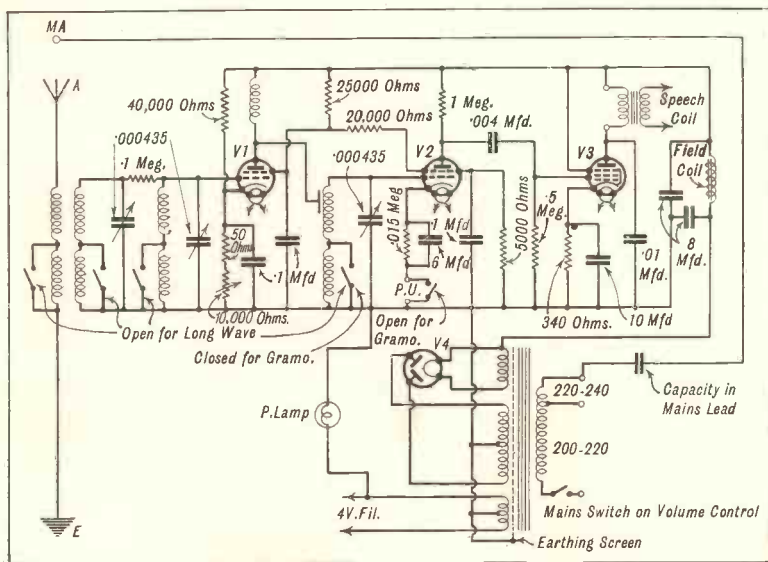 MA
A
40,000 Ohms
25000 Ohms
20,000 Ohms
1 Meg.
.004 Mfd.
Speech
Coil
.000435
.1 Meg.
V1
.000435
V2
V3
Field
Coil
50
Ohms
.1 Mfd
10,000 Ohms.
.015 Meg
.1 Mfd
6 Mfd
P.U.
5000 Ohms
.5
Meg.
.01
Mfd.
8
Mfd.
340 Ohms.
10 Mfd
Open for Long Wave
Closed for Gramo.
Open for
Gramo.
V4
P.Lamp
220-240
200-220
Capacity in
Mains Lead
4V.Fil.
Mains Switch on Volume Control
E
Earthing Screen